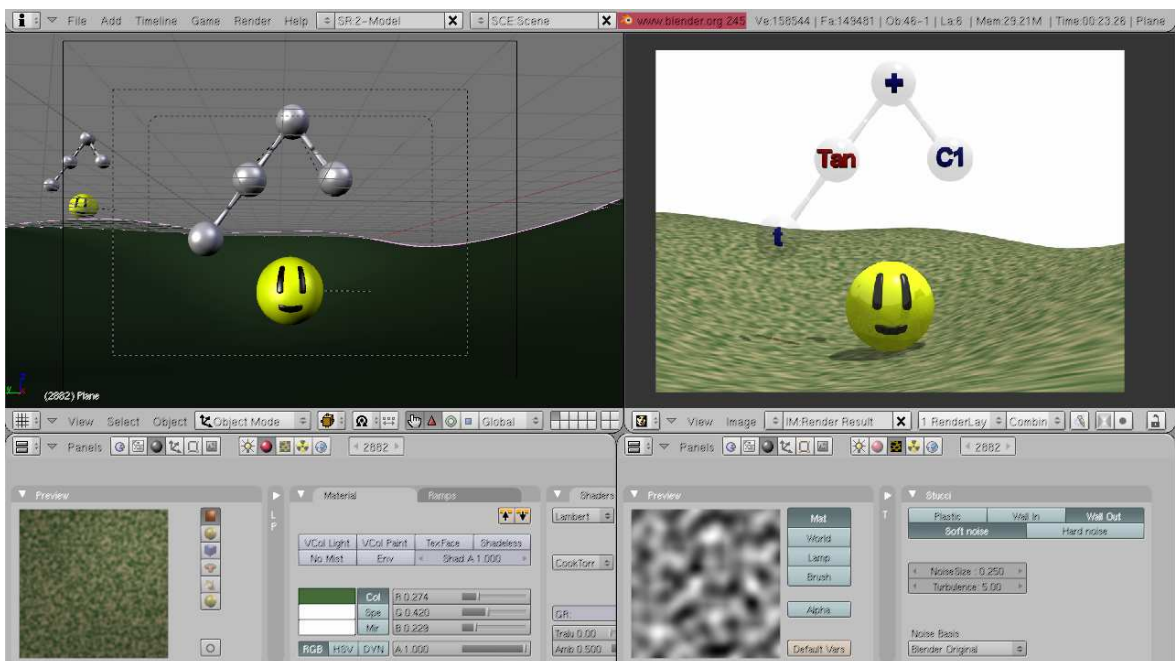 File Add Timeline Game Render Help SR:2-Model X SCE:Scene X www.blender.org 245 Ve:158544 | Fa:149481 | Ob:46-1 | La:6 | Mem:29.21M | Time:00:23.26 | Plane
+
Tan C1
t
(2882) Plane
View Select Object Object Mode Global
View Image IM:Render Result X 1 RenderLay Combin
Panels 2882
Panels 2882
Preview
L
P
Material Ramps
Shaders
VCol Light VCol Paint TexFace Shadeless
No Mist Env Shad A 1.000
Lambert
CookTorr
Col R 0.274
Spe G 0.420
Mir B 0.229
RGB HSV DYN A 1.000
GR:
Tralu 0.00
Amb 0.500
Preview
Mat
World
Lamp
Brush
Alpha
Default Vars
T
Stucci
Plastic Wall In Wall Out
Soft noise Hard noise
NoiseSize : 0.250
Turbulence: 5.00
Noise Basis
Blender Original